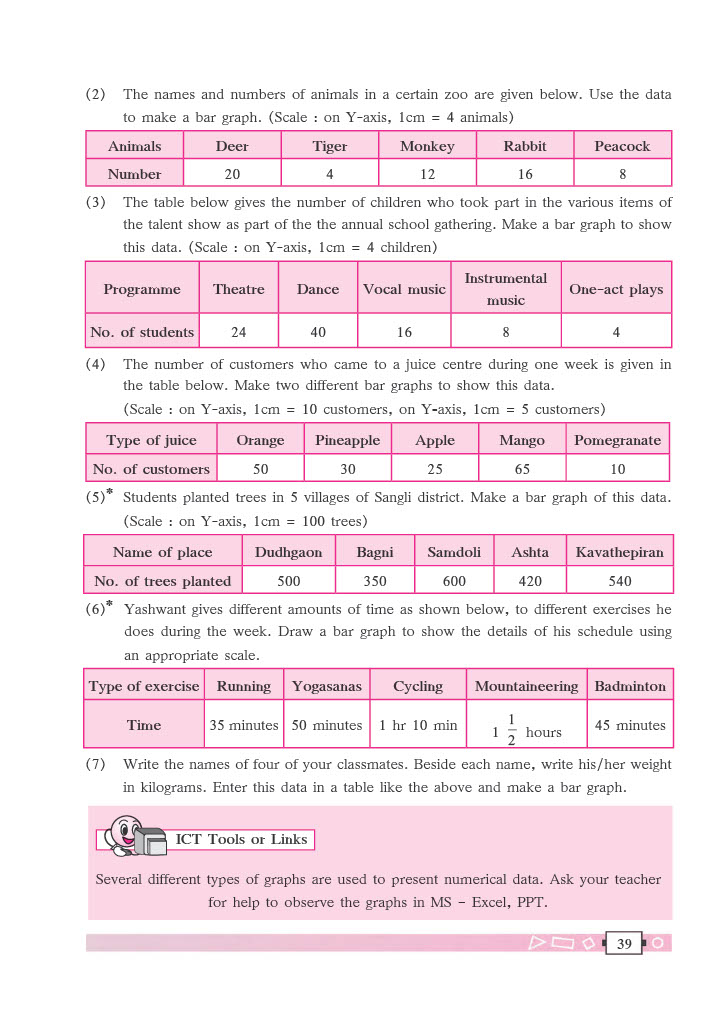 (2) The names and numbers of animals in a certain zoo are given below. Use the data
to make a bar graph. (Scale : on Y-axis, 1cm = 4 animals)
Animals Deer Tiger Monkey Rabbit Peacock
Number 20 4 12 16 8
(3) The table below gives the number of children who took part in the various items of
the talent show as part of the the annual school gathering. Make a bar graph to show
this data. (Scale : on Y-axis, 1cm = 4 children)
Programme Theatre Dance Vocal music Instrumental music One-act plays
No. of students 24 40 16 8 4
(4) The number of customers who came to a juice centre during one week is given in
the table below. Make two different bar graphs to show this data.
(Scale : on Y-axis, 1cm = 10 customers, on Y-axis, 1cm = 5 customers)
Type of juice Orange Pineapple Apple Mango Pomegranate
No. of customers 50 30 25 65 10
(5)* Students planted trees in 5 villages of Sangli district. Make a bar graph of this data.
(Scale : on Y-axis, 1cm = 100 trees)
Name of place Dudhgaon Bagni Samdoli Ashta Kavathepiran
No. of trees planted 500 350 600 420 540
(6)* Yashwant gives different amounts of time as shown below, to different exercises he
does during the week. Draw a bar graph to show the details of his schedule using
an appropriate scale.
Type of exercise Running Yogasanas Cycling Mountaineering Badminton
Time 35 minutes 50 minutes 1 hr 10 min 1 1/2 hours 45 minutes
(7) Write the names of four of your classmates. Beside each name, write his/her weight
in kilograms. Enter this data in a table like the above and make a bar graph.
ICT Tools or Links
Several different types of graphs are used to present numerical data. Ask your teacher
for help to observe the graphs in MS - Excel, PPT.
39